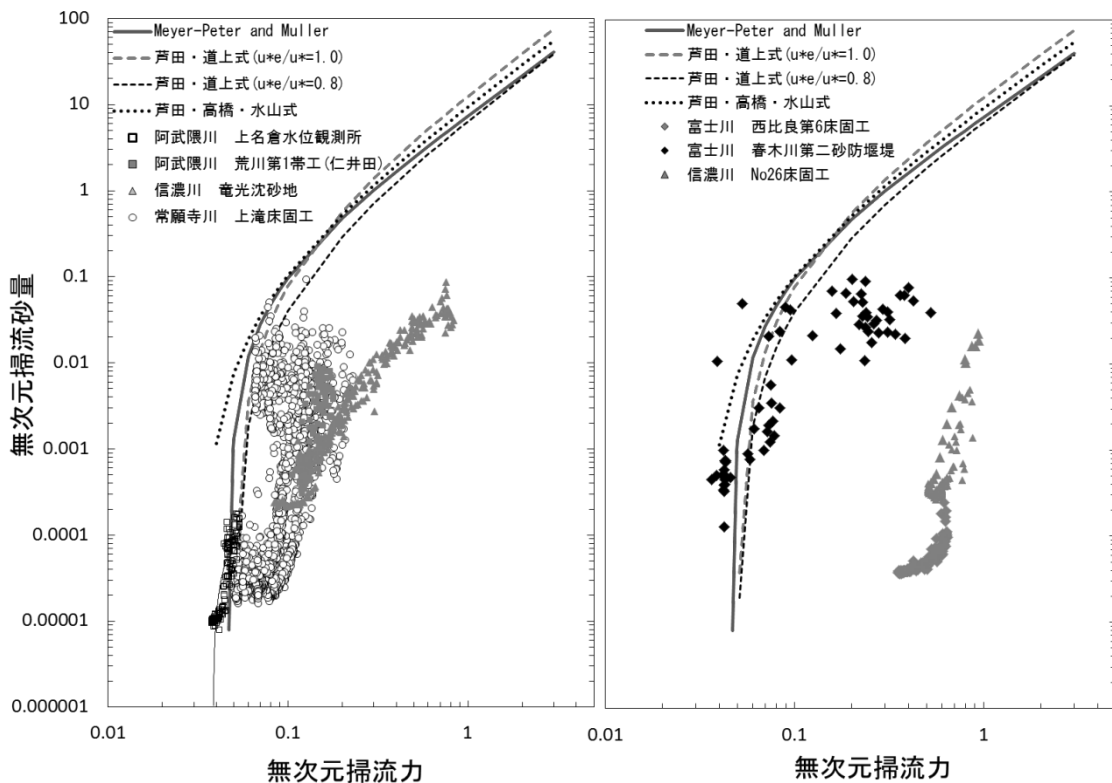 無次元掃流砂量
100
10
1
0.1
0.01
0.001
0.0001
0.00001
0.000001
Meyer-Peter and Muller
芦田・道上式(u*e/u*=1.0)
芦田・道上式(u*e/u*=0.8)
芦田・高橋・水山式
阿武隈川　上名倉水位観測所
阿武隈川　荒川第1帯工(仁井田)
信濃川　竜光沈砂地
常願寺川　上滝床固工
0.01
0.1
1
無次元掃流力
Meyer-Peter and Muller
芦田・道上式(u*e/u*=1.0)
芦田・道上式(u*e/u*=0.8)
芦田・高橋・水山式
富士川　西比良第6床固工
富士川　春木川第二砂防堰堤
信濃川　No26床固工
0.01
0.1
1
無次元掃流力